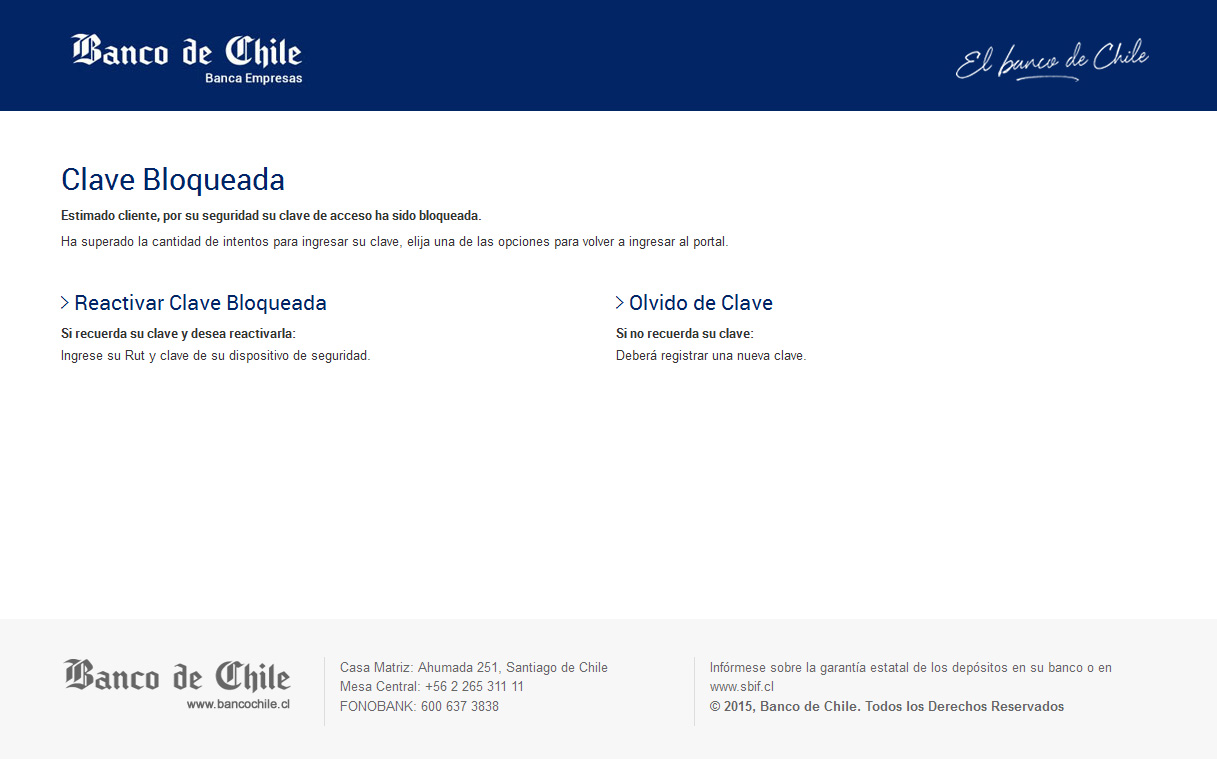 Banco de Chile
Banca Empresas
El banco de Chile
Clave Bloqueada
Estimado cliente, por su seguridad su clave de acceso ha sido bloqueada.
Ha superado la cantidad de intentos para ingresar su clave, elija una de las opciones para volver a ingresar al portal.
> Reactivar Clave Bloqueada
Si recuerda su clave y desea reactivarla:
Ingrese su Rut y clave de su dispositivo de seguridad.
> Olvido de Clave
Si no recuerda su clave:
Deberá registrar una nueva clave.
Banco de Chile
www.bancochile.cl
Casa Matriz: Ahumada 251, Santiago de Chile
Mesa Central: +56 2 265 311 11
FONOBANK: 600 637 3838
Infórmese sobre la garantía estatal de los depósitos en su banco o en
www.sbif.cl
© 2015, Banco de Chile. Todos los Derechos Reservados